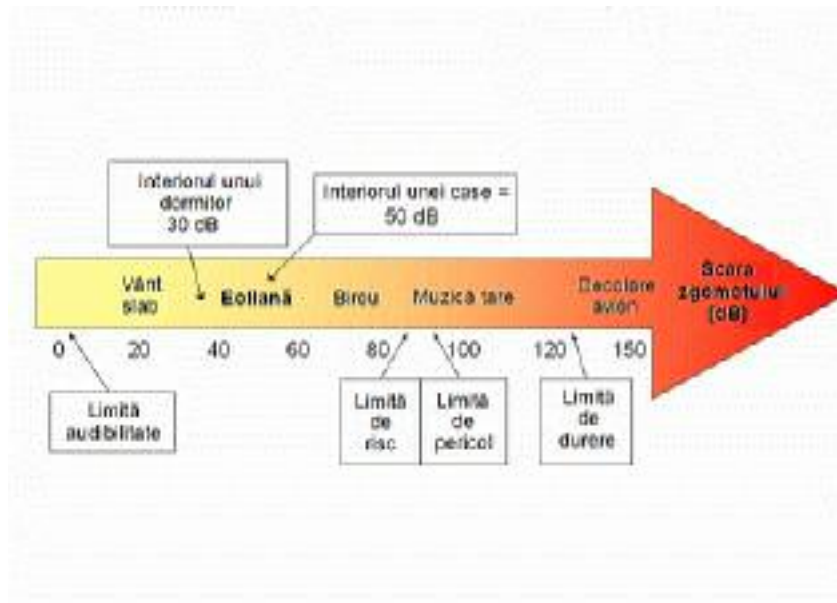 Interiorul unui
dormitor
30 dB
Interiorul unei case =
50 dB
Vânt
slab
Eoliană
Birou
Muzică tare
Decolare
avion
Scara
zgomotului
(dB)
0 20 40 60 80 100 120 150
Limită
audibilitate
Limită
de
risc
Limită
de
pericol
Limită
de
durere